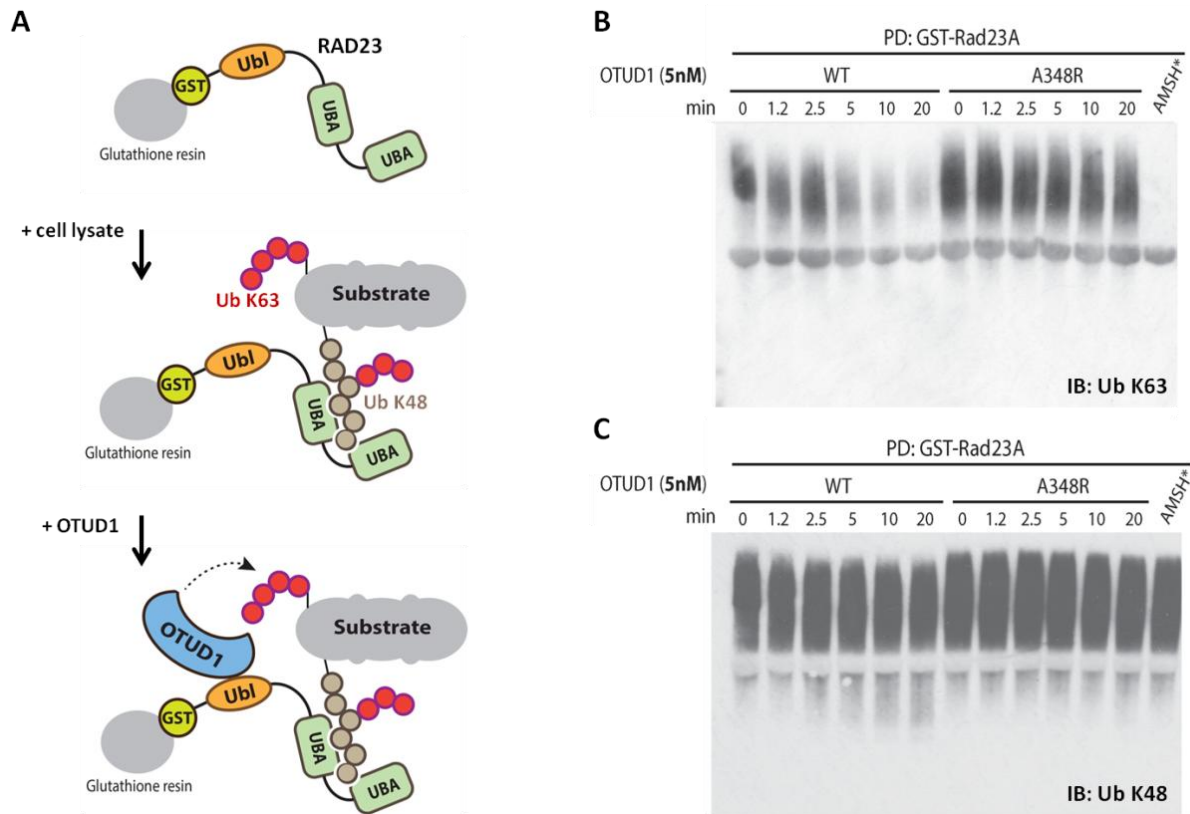 A
RAD23
Ubl
GST
UBA
UBA
Glutathione resin
+ cell lysate
Ub K63
Substrate
Ubl
GST
Ub K48
UBA
UBA
Glutathione resin
+ OTUD1
OTUD1
Substrate
Ubl
GST
UBA
UBA
Glutathione resin
B
PD: GST-Rad23A
OTUD1 (5nM) WT A348R AMSH*
min 0 1.2 2.5 5 10 20 0 1.2 2.5 5 10 20
IB: Ub K63
C
PD: GST-Rad23A
OTUD1 (5nM) WT A348R AMSH*
min 0 1.2 2.5 5 10 20 0 1.2 2.5 5 10 20
IB: Ub K48